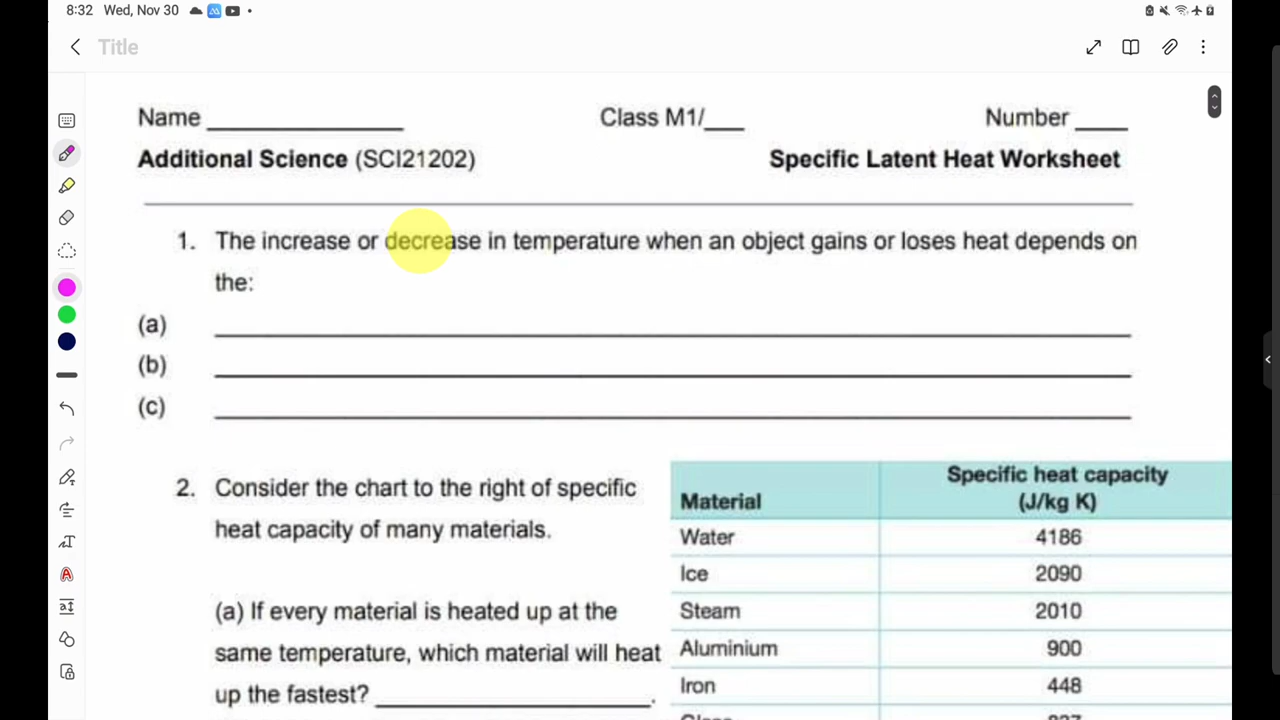 8:32 Wed, Nov 30
Title
Name ____________ Class M1/___ Number ____
Additional Science (SCI21202) Specific Latent Heat Worksheet
1. The increase or decrease in temperature when an object gains or loses heat depends on
the:
(a)
(b)
(c)
2. Consider the chart to the right of specific
heat capacity of many materials.
(a) If every material is heated up at the
same temperature, which material will heat
up the fastest? ____________.
Material Specific heat capacity
(J/kg K)
Water 4186
Ice 2090
Steam 2010
Aluminium 900
Iron 448